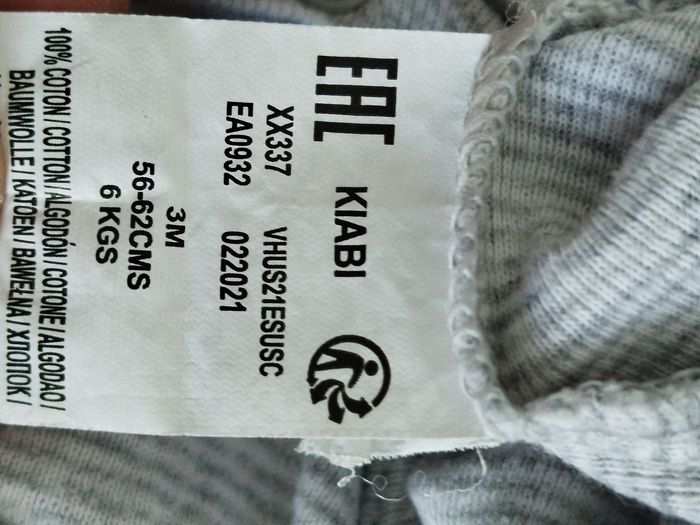 EAC
KIABI
XX337 VHUS21ESUSC
EA0932 022021
3M
56-62CMS
6 KGS
100% COTON / COTTON / ALGODÓN / COTONE / ALGODAO /
BAUMWOLLE / KATOEN / BAWEŁNA / ХЛОПОК /